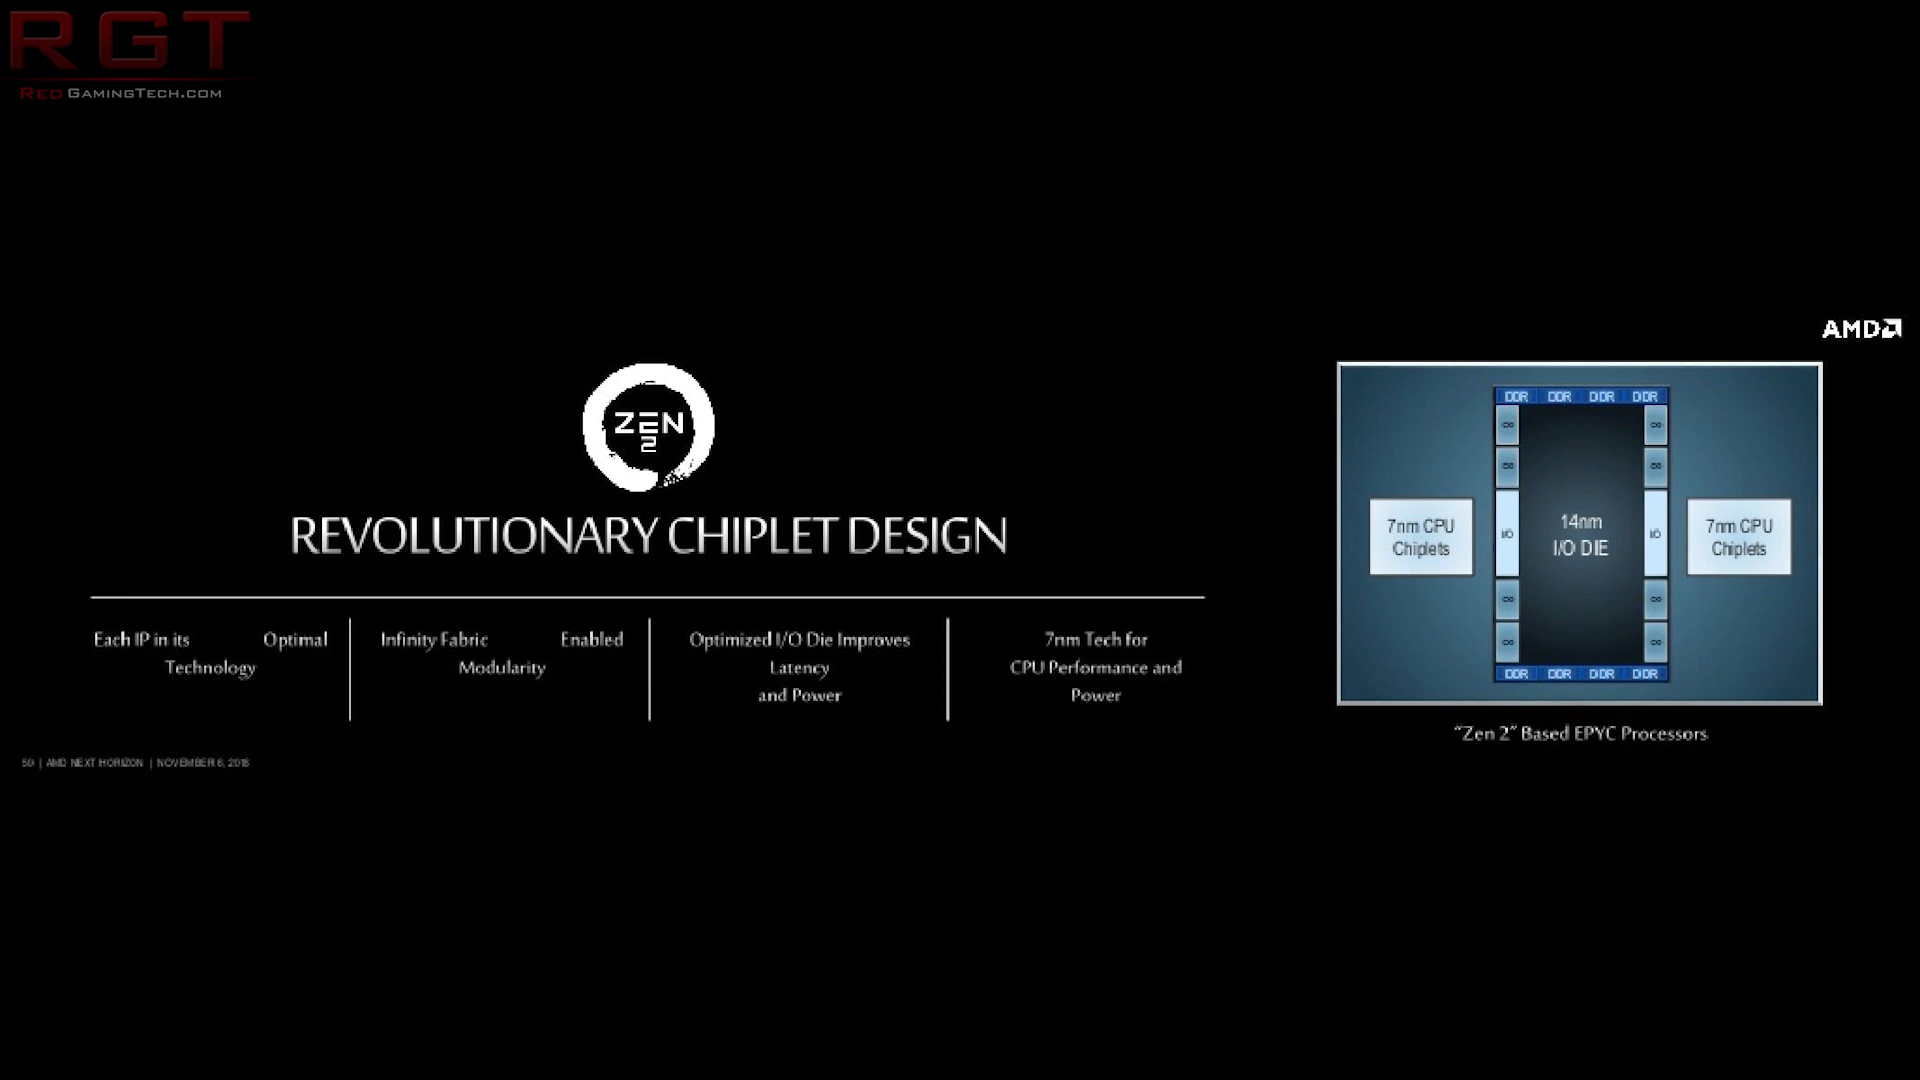 RGT
RedGamingTech.com
AMD
ZEN
2
REVOLUTIONARY CHIPLET DESIGN
Each IP in its Optimal
Technology
Infinity Fabric Enabled
Modularity
Optimized I/O Die Improves
Latency
and Power
7nm Tech for
CPU Performance and
Power
DDR DDR DDR DDR
∞ ∞
∞ ∞
7nm CPU
Chiplets
I/O
14nm
I/O DIE
I/O
7nm CPU
Chiplets
∞ ∞
∞ ∞
DDR DDR DDR DDR
“Zen 2” Based EPYC Processors
50 | AMD NEXT HORIZON | NOVEMBER 6, 2018